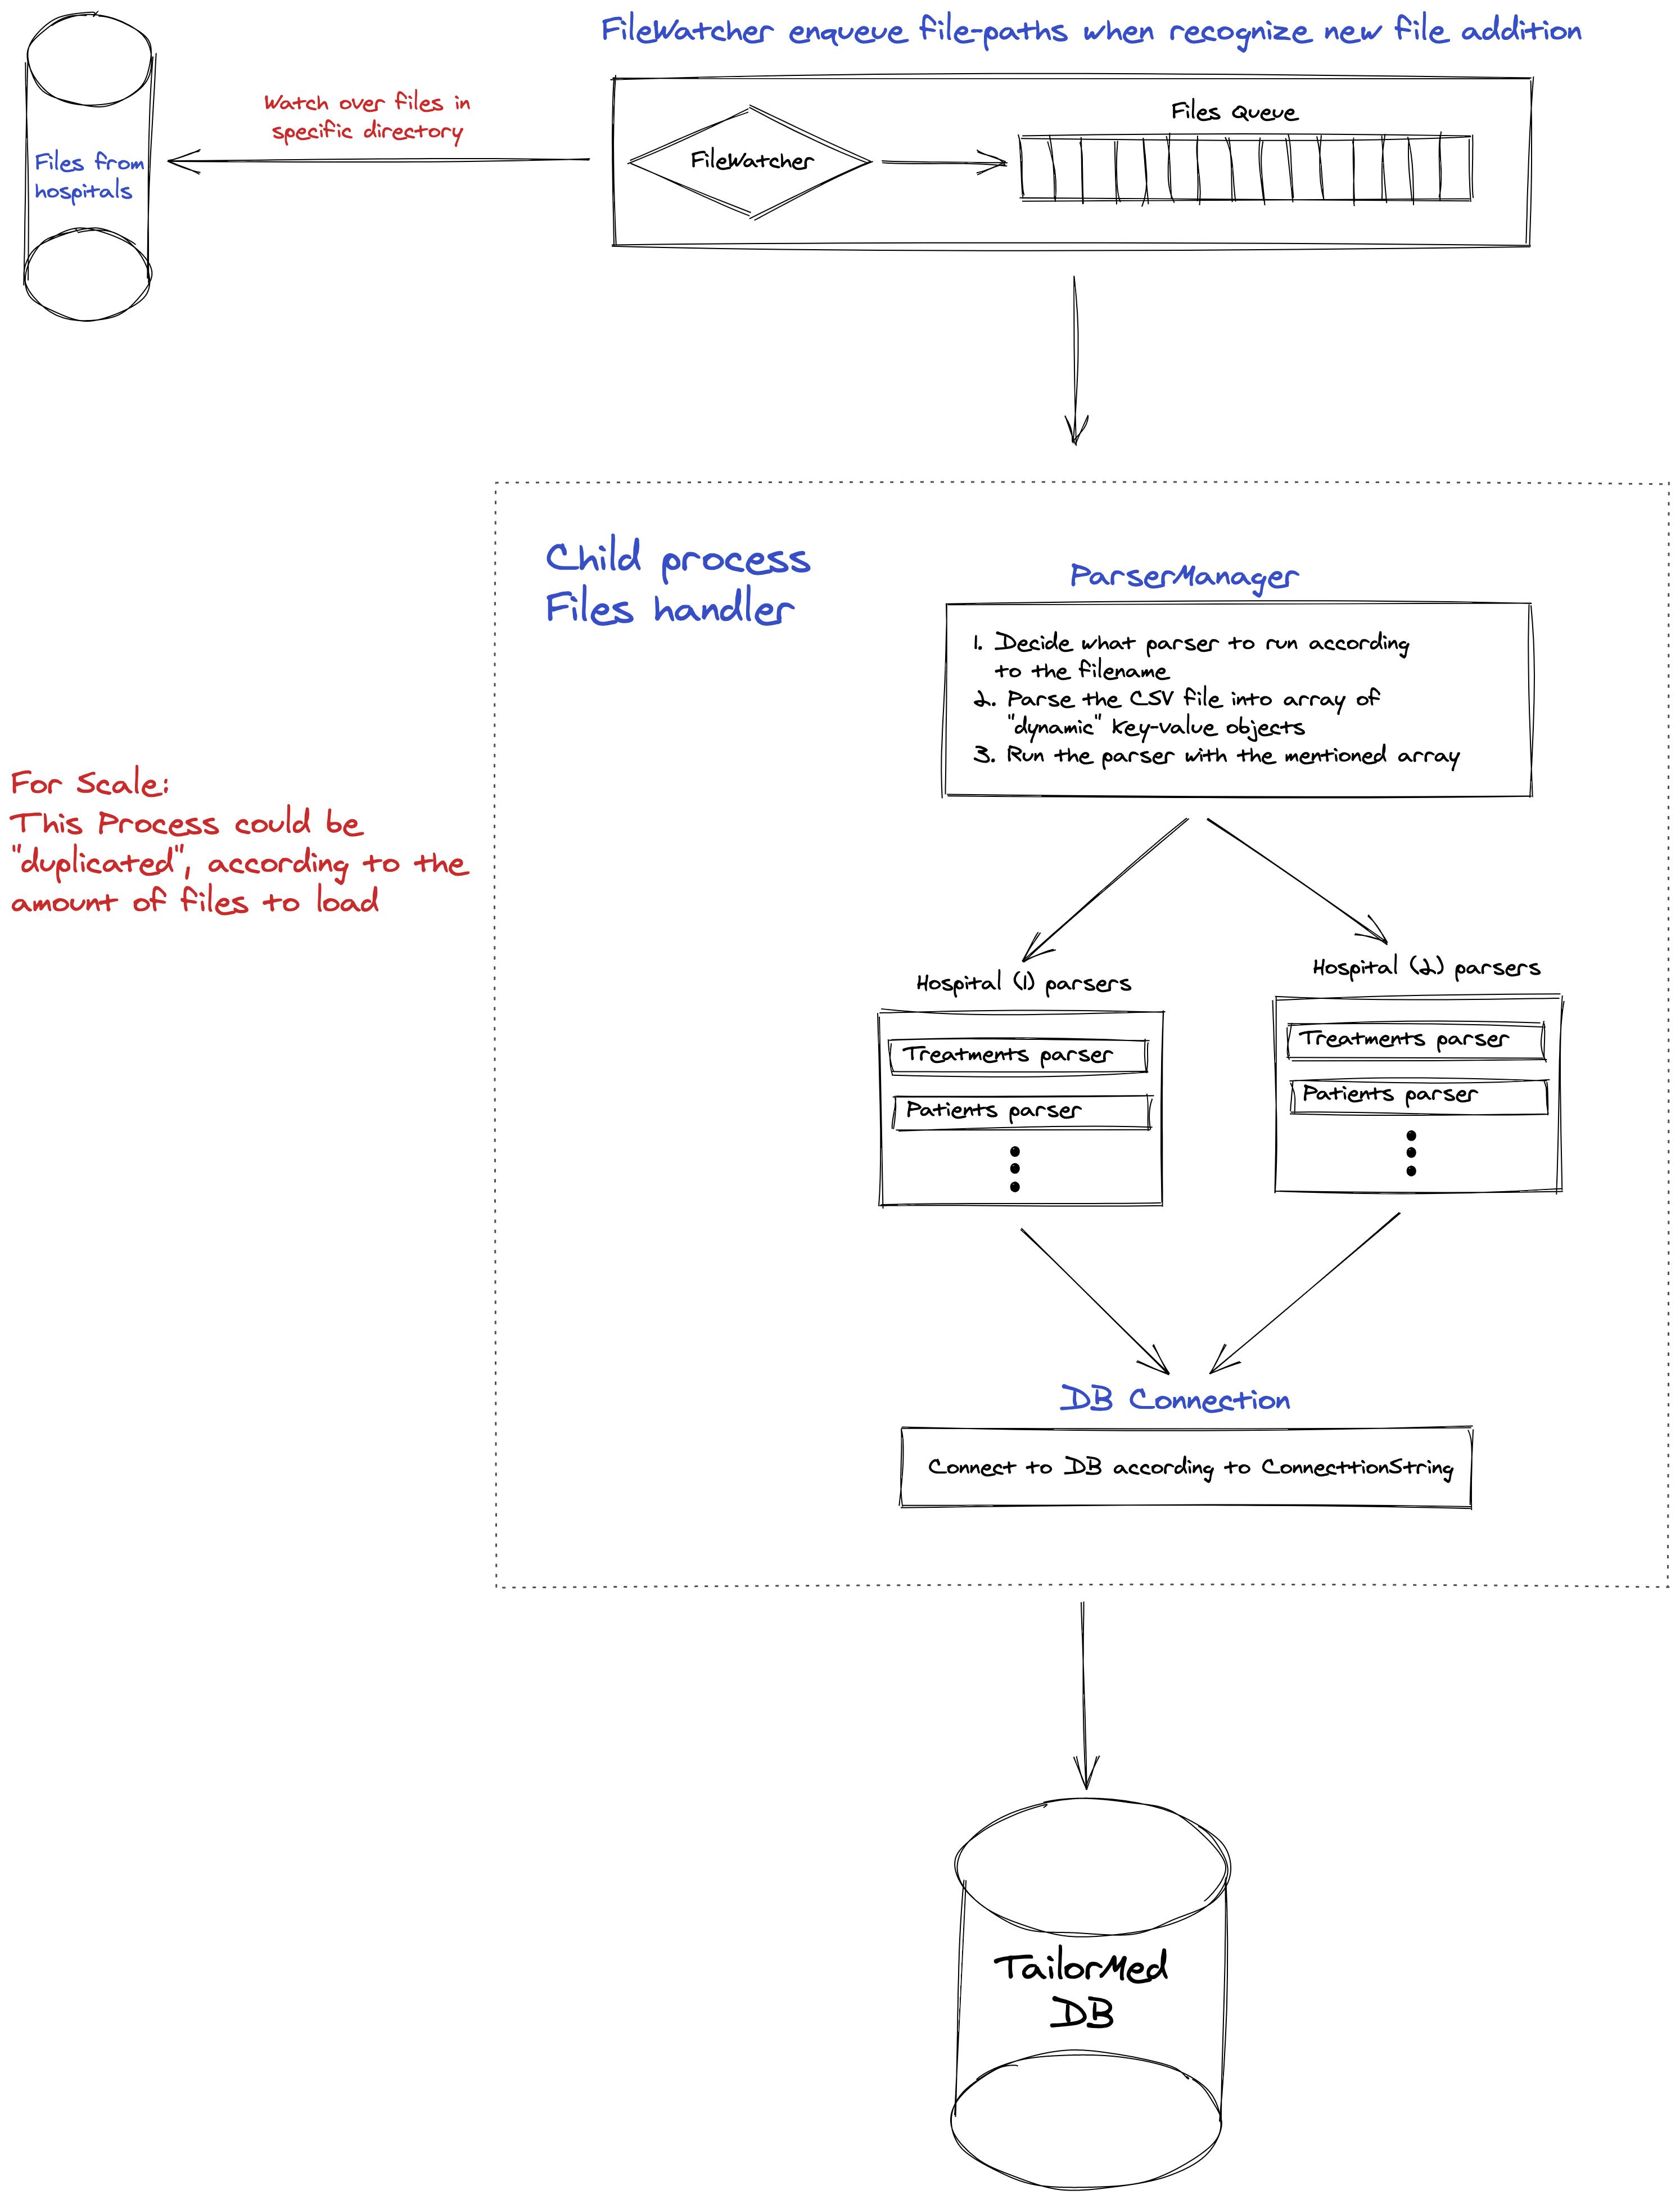 FileWatcher enqueue file-paths when recognize new file addition
Watch over files in
specific directory
Files from
hospitals
FileWatcher
Files Queue
Child process
Files handler
ParserManager
1. Decide what parser to run according
to the filename
2. Parse the CSV file into array of
"dynamic" key-value objects
3. Run the parser with the mentioned array
For Scale:
This Process could be
"duplicated", according to the
amount of files to load
Hospital (1) parsers
Treatments parser
Patients parser
Hospital (2) parsers
Treatments parser
Patients parser
DB Connection
Connect to DB according to ConnecttionString
TailorMed
DB